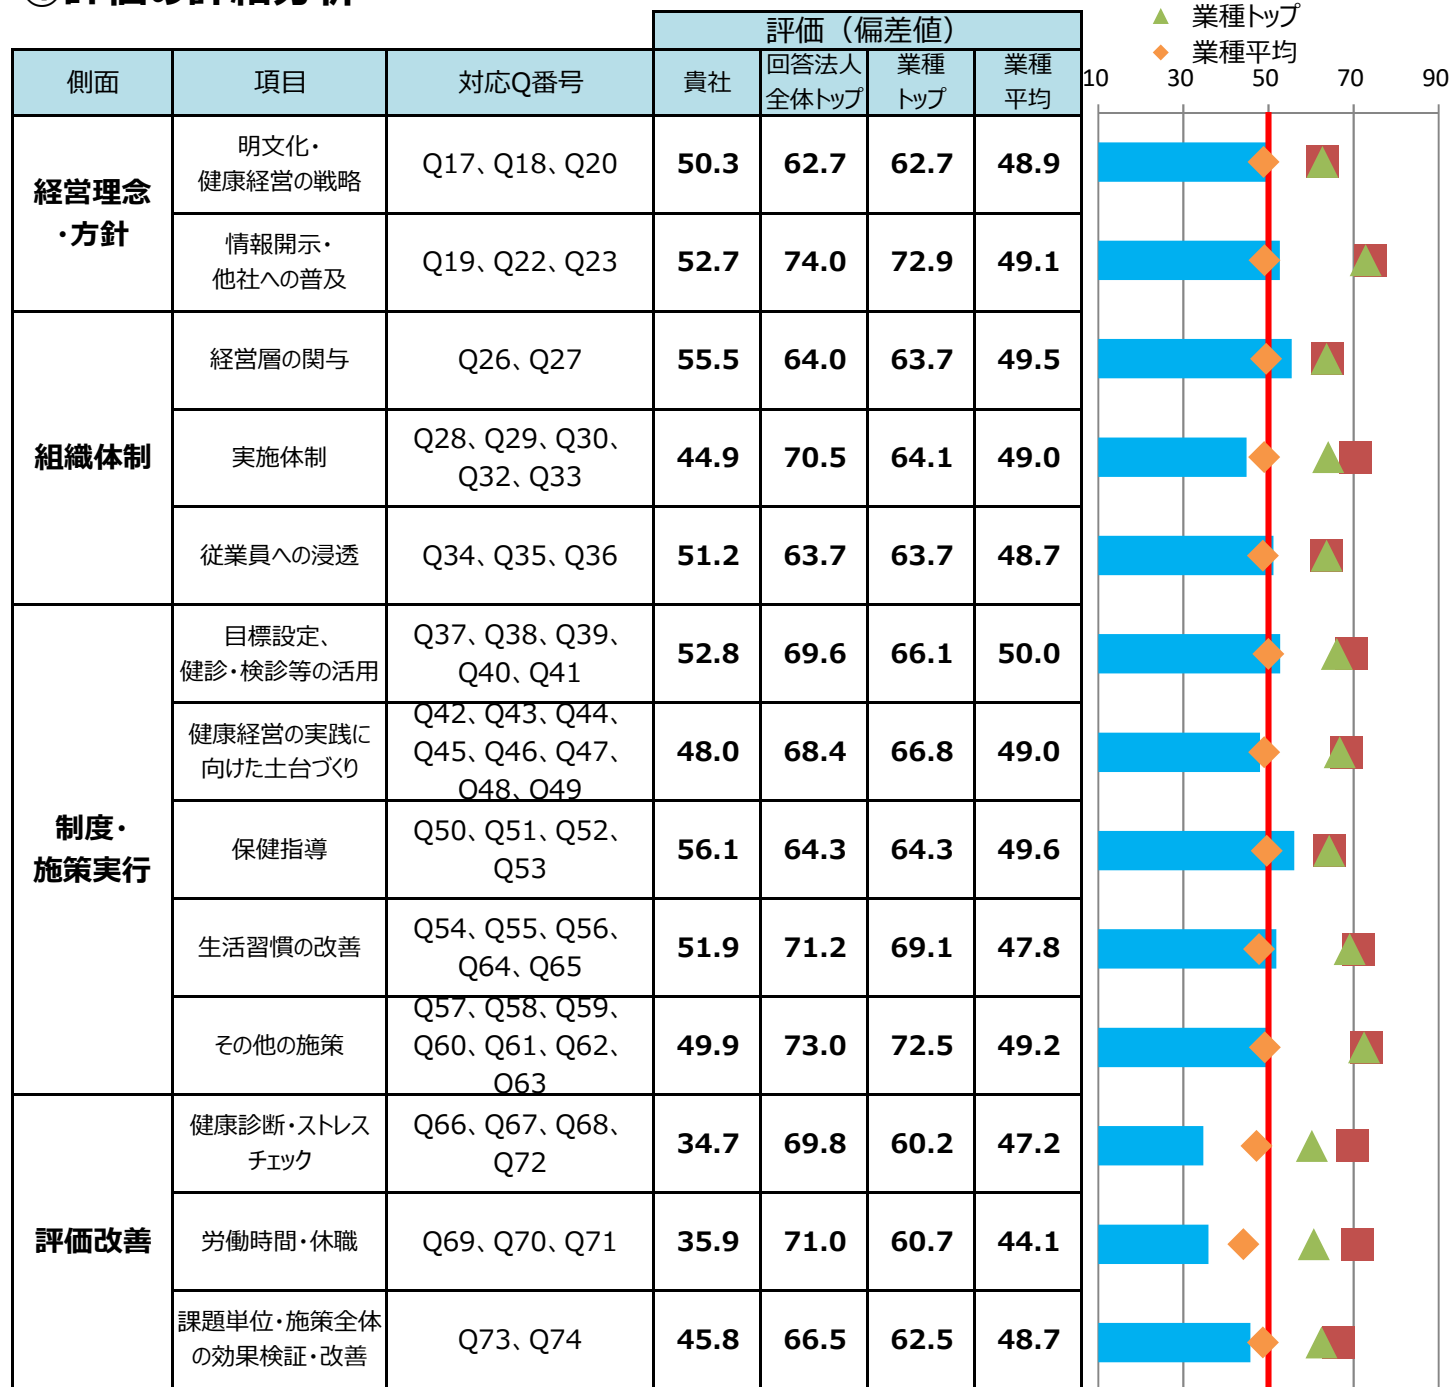 評価（偏差値）
▲ 業種トップ
◆ 業種平均
側面 項目 対応Q番号 貴社 回答法人全体トップ 業種トップ 業種平均
10 30 50 70 90
経営理念
・方針
明文化・
健康経営の戦略
Q17、Q18、Q20
50.3 62.7 62.7 48.9
情報開示・
他社への普及
Q19、Q22、Q23
52.7 74.0 72.9 49.1
組織体制
経営層の関与
Q26、Q27
55.5 64.0 63.7 49.5
実施体制
Q28、Q29、Q30、
Q32、Q33
44.9 70.5 64.1 49.0
従業員への浸透
Q34、Q35、Q36
51.2 63.7 63.7 48.7
制度・
施策実行
目標設定、
健診・検診等の活用
Q37、Q38、Q39、
Q40、Q41
52.8 69.6 66.1 50.0
健康経営の実践に
向けた土台づくり
Q42、Q43、Q44、
Q45、Q46、Q47、
Q48、Q49
48.0 68.4 66.8 49.0
保健指導
Q50、Q51、Q52、
Q53
56.1 64.3 64.3 49.6
生活習慣の改善
Q54、Q55、Q56、
Q64、Q65
51.9 71.2 69.1 47.8
その他の施策
Q57、Q58、Q59、
Q60、Q61、Q62、
Q63
49.9 73.0 72.5 49.2
評価改善
健康診断・ストレス
チェック
Q66、Q67、Q68、
Q72
34.7 69.8 60.2 47.2
労働時間・休職
Q69、Q70、Q71
35.9 71.0 60.7 44.1
課題単位・施策全体
の効果検証・改善
Q73、Q74
45.8 66.5 62.5 48.7